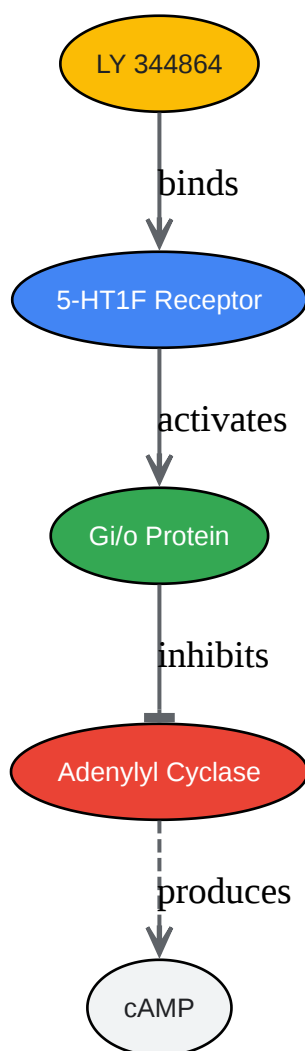 LY 344864
binds
5-HT1F Receptor
activates
Gi/o Protein
inhibits
Adenylyl Cyclase
produces
cAMP